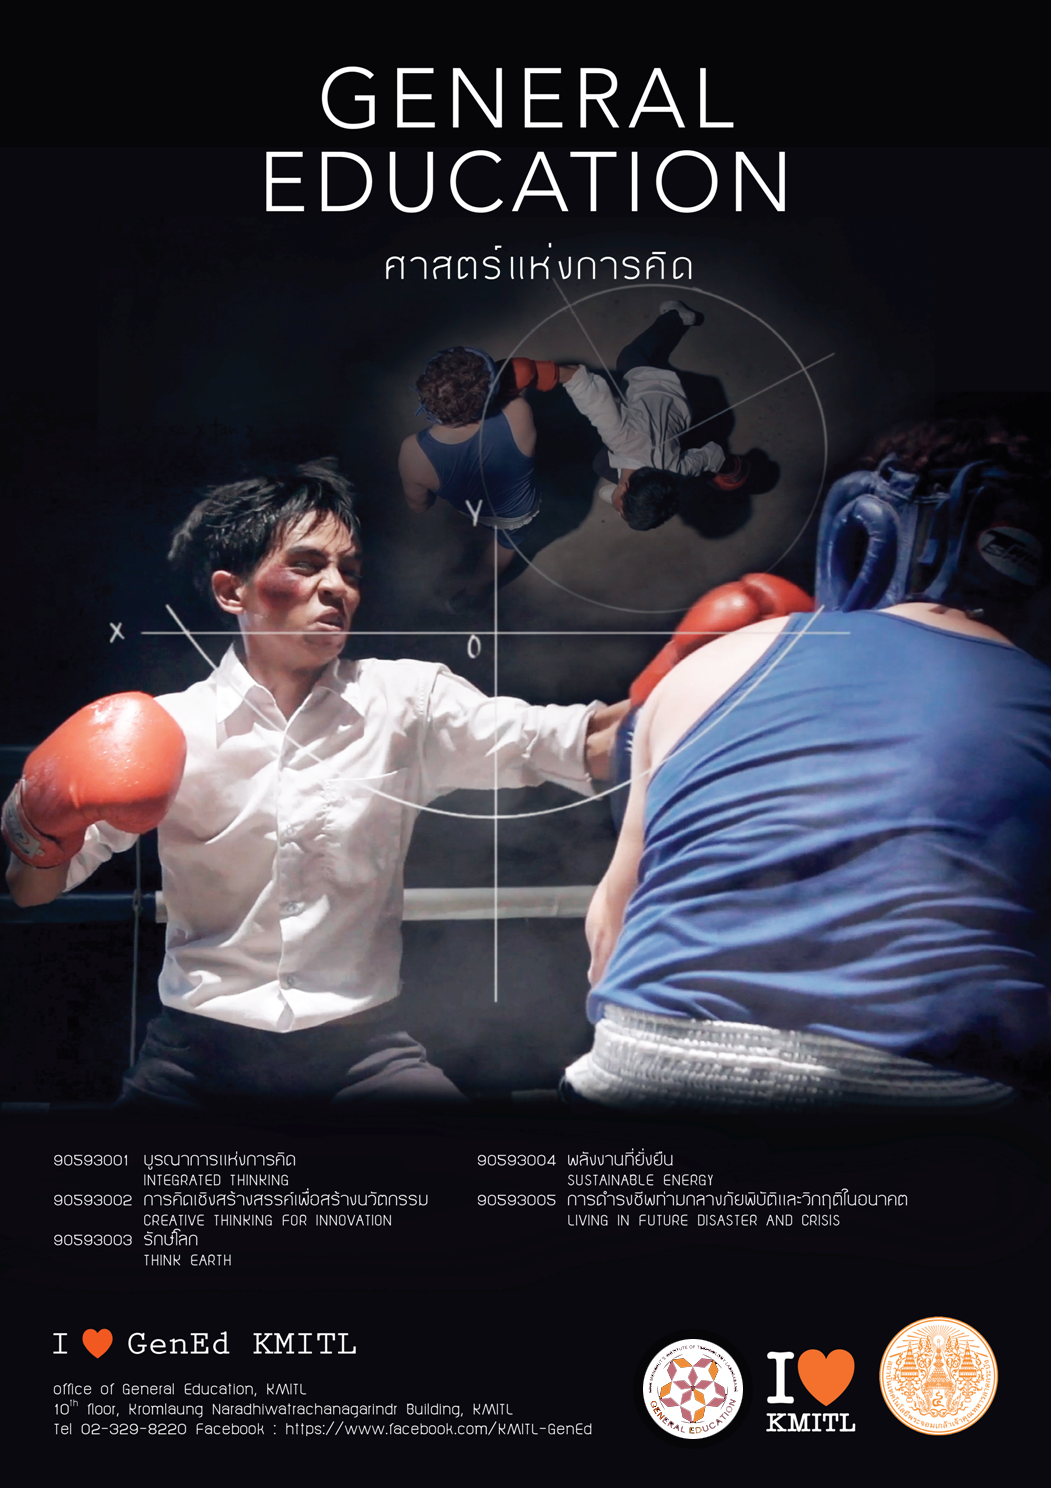 GENERAL
EDUCATION
ศาสตร์แห่งการคิด
Y
X
0
90593001 บูรณาการแห่งการคิด
INTEGRATED THINKING
90593002 การคิดเชิงสร้างสรรค์เพื่อสร้างนวัตกรรม
CREATIVE THINKING FOR INNOVATION
90593003 รักษ์โลก
THINK EARTH
90593004 พลังงานที่ยั่งยืน
SUSTAINABLE ENERGY
90593005 การดำรงชีพท่ามกลางภัยพิบัติและวิกฤติในอนาคต
LIVING IN FUTURE DISASTER AND CRISIS
I GenEd KMITL
office of General Education, KMITL
10th floor, Kromlaung Naradhiwatrachanagarindr Building, KMITL
Tel 02-329-8220 Facebook : https://www.facebook.com/KMITL-GenEd
GENERAL EDUCATION
I
KMITL